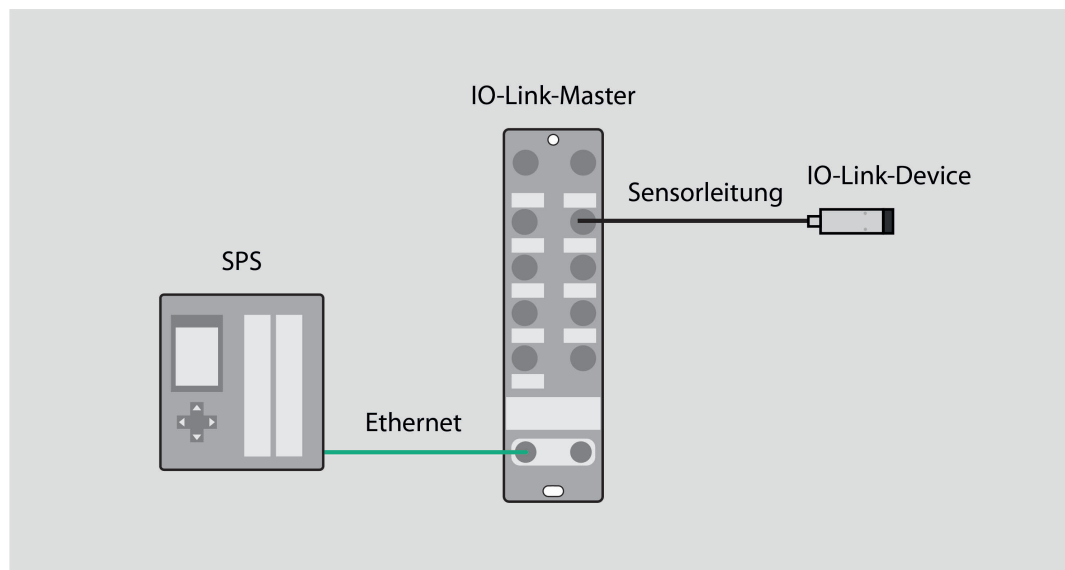 IO-Link-Master
Sensorleitung
IO-Link-Device
SPS
Ethernet